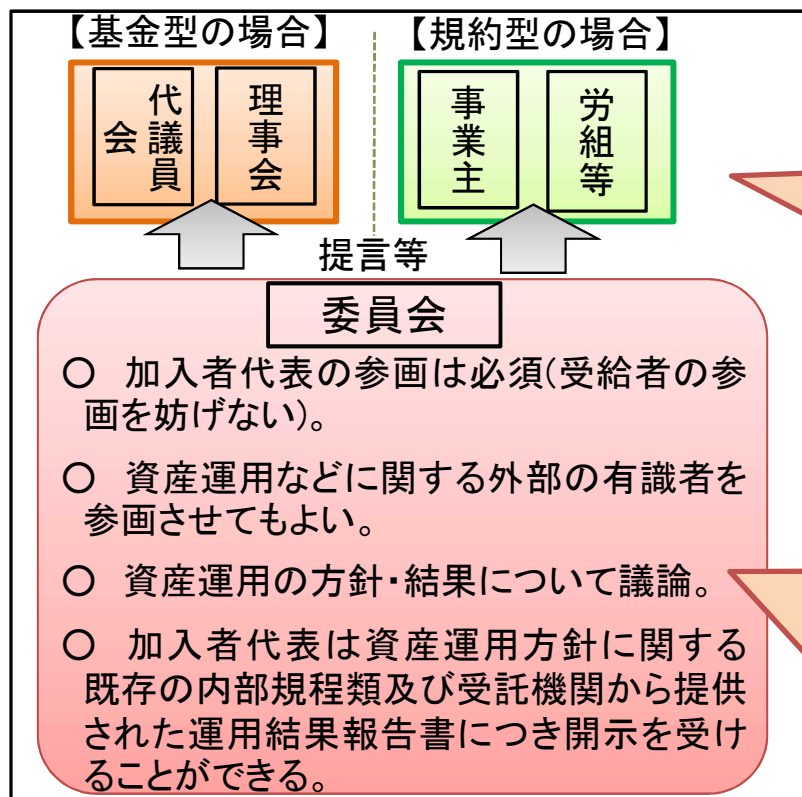 【基金型の場合】
【規約型の場合】
代議員会
理事会
事業主
労組等
提言等
委員会
○ 加入者代表の参画は必須(受給者の参
画を妨げない)。
○ 資産運用などに関する外部の有識者を
参画させてもよい。
○ 資産運用の方針・結果について議論。
○ 加入者代表は資産運用方針に関する
既存の内部規程類及び受託機関から提供
された運用結果報告書につき開示を受け
ることができる。